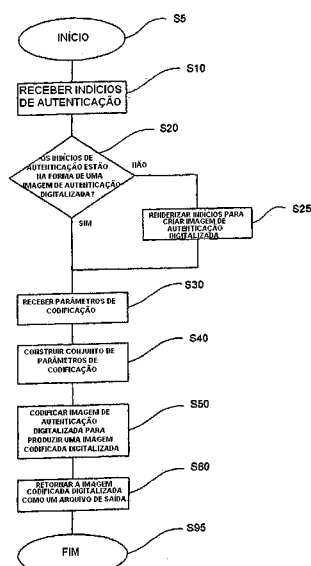 INÍCIO
S5
RECEBER INDÍCIOS
DE AUTENTICAÇÃO
S10
OS INDÍCIOS DE
AUTENTICAÇÃO ESTÃO
NA FORMA DE UMA
IMAGEM DE AUTENTICAÇÃO
DIGITALIZADA?
S20
NÃO
SIM
RENDERIZAR INDÍCIOS PARA
CRIAR IMAGEM DE
AUTENTICAÇÃO
DIGITALIZADA
S25
RECEBER PARÂMETROS DE
CODIFICAÇÃO
S30
CONSTRUIR CONJUNTO DE
PARÂMETROS DE
CODIFICAÇÃO
S40
CODIFICAR IMAGEM DE
AUTENTICAÇÃO
DIGITALIZADA PARA
PRODUZIR UMA IMAGEM
CODIFICADA DIGITALIZADA
S50
RETORNAR A IMAGEM
CODIFICADA DIGITALIZADA
COMO UM ARQUIVO DE SAÍDA
S60
FIM
S95